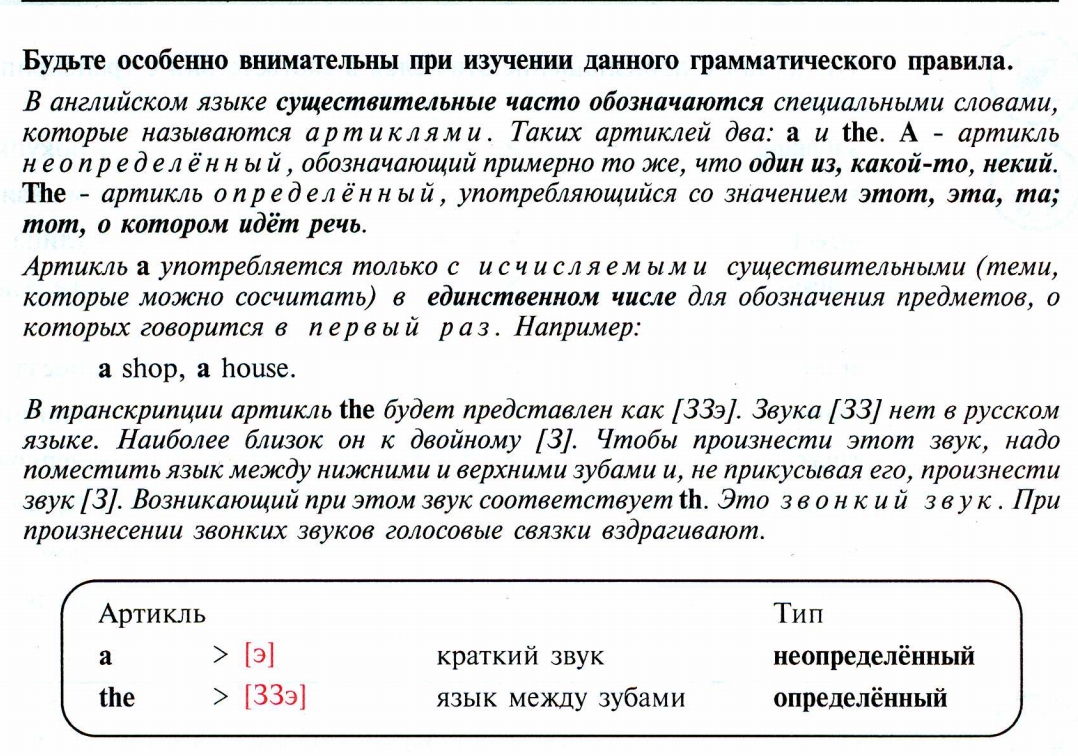 Будьте особенно внимательны при изучении данного грамматического правила.
В английском языке существительные часто обозначаются специальными словами,
которые называются артиклями. Таких артиклей два: a и the. A - артикль
неопределённый, обозначающий примерно то же, что один из, какой-то, некий.
The - артикль определённый, употребляющийся со значением этот, эта, та;
тот, о котором идёт речь.
Артикль a употребляется только с исчисляемыми существительными (теми,
которые можно сосчитать) в единственном числе для обозначения предметов, о
которых говорится в первый раз. Например:
a shop, a house.
В транскрипции артикль the будет представлен как [ЗЗэ]. Звука [ЗЗ] нет в русском
языке. Наиболее близок он к двойному [З]. Чтобы произнести этот звук, надо
поместить язык между нижними и верхними зубами и, не прикусывая его, произнести
звук [З]. Возникающий при этом звук соответствует th. Это звонкий звук. При
произнесении звонких звуков голосовые связки вздрагивают.
Артикль Тип
a > [э] краткий звук неопределённый
the > [ЗЗэ] язык между зубами определённый